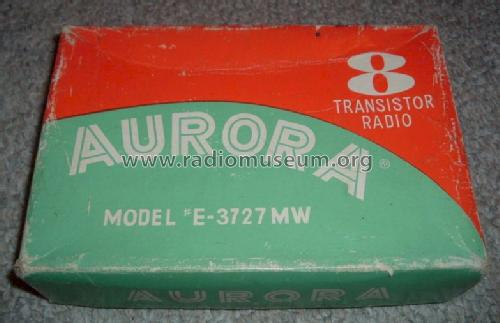 8
TRANSISTOR
RADIO
AURORA®
www.radiomuseum.org
MODEL #E-3727 MW
AURORA